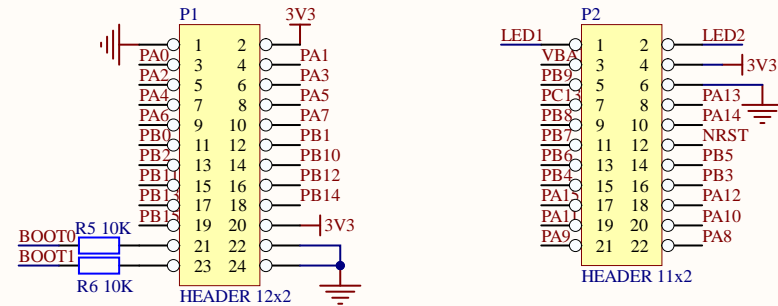 P1
3V3
1 2
PA0 3 4 PA1
PA2 5 6 PA3
PA4 7 8 PA5
PA6 9 10 PA7
PB0 11 12 PB1
PB2 13 14 PB10
PB11 15 16 PB12
PB13 17 18 PB14
PB15 19 20 3V3
BOOT0 R5 10K 21 22
BOOT1 R6 10K 23 24
HEADER 12x2
P2
LED1 1 2 LED2
VBA 3 4 3V3
PB9 5 6
PC13 7 8 PA13
PB8 9 10 PA14
PB7 11 12 NRST
PB6 13 14 PB5
PB4 15 16 PB3
PA15 17 18 PA12
PA11 19 20 PA10
PA9 21 22 PA8
HEADER 11x2